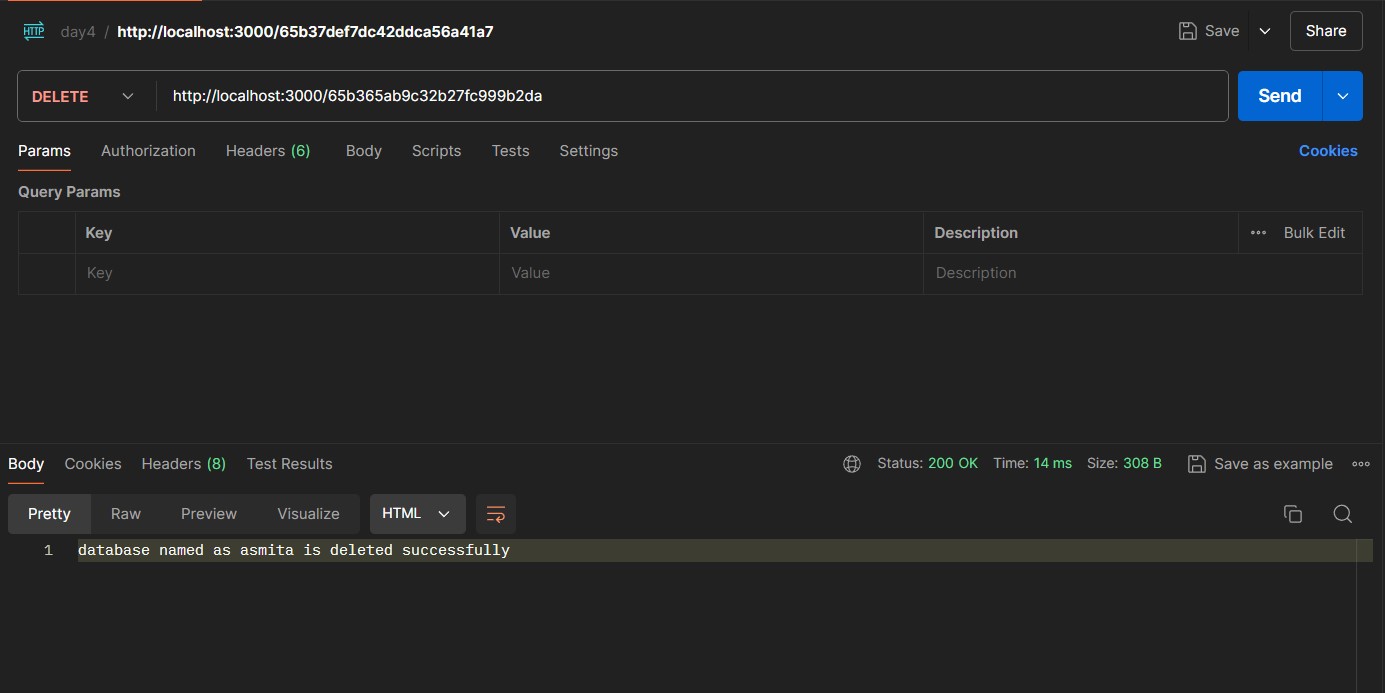 HTTP day4 / http://localhost:3000/65b37def7dc42ddca56a41a7 Save Share
DELETE http://localhost:3000/65b365ab9c32b27fc999b2da Send
Params Authorization Headers (6) Body Scripts Tests Settings Cookies
Query Params
Key Value Description Bulk Edit
Key Value Description
Body Cookies Headers (8) Test Results Status: 200 OK Time: 14 ms Size: 308 B Save as example
Pretty Raw Preview Visualize HTML
1 database named as asmita is deleted successfully